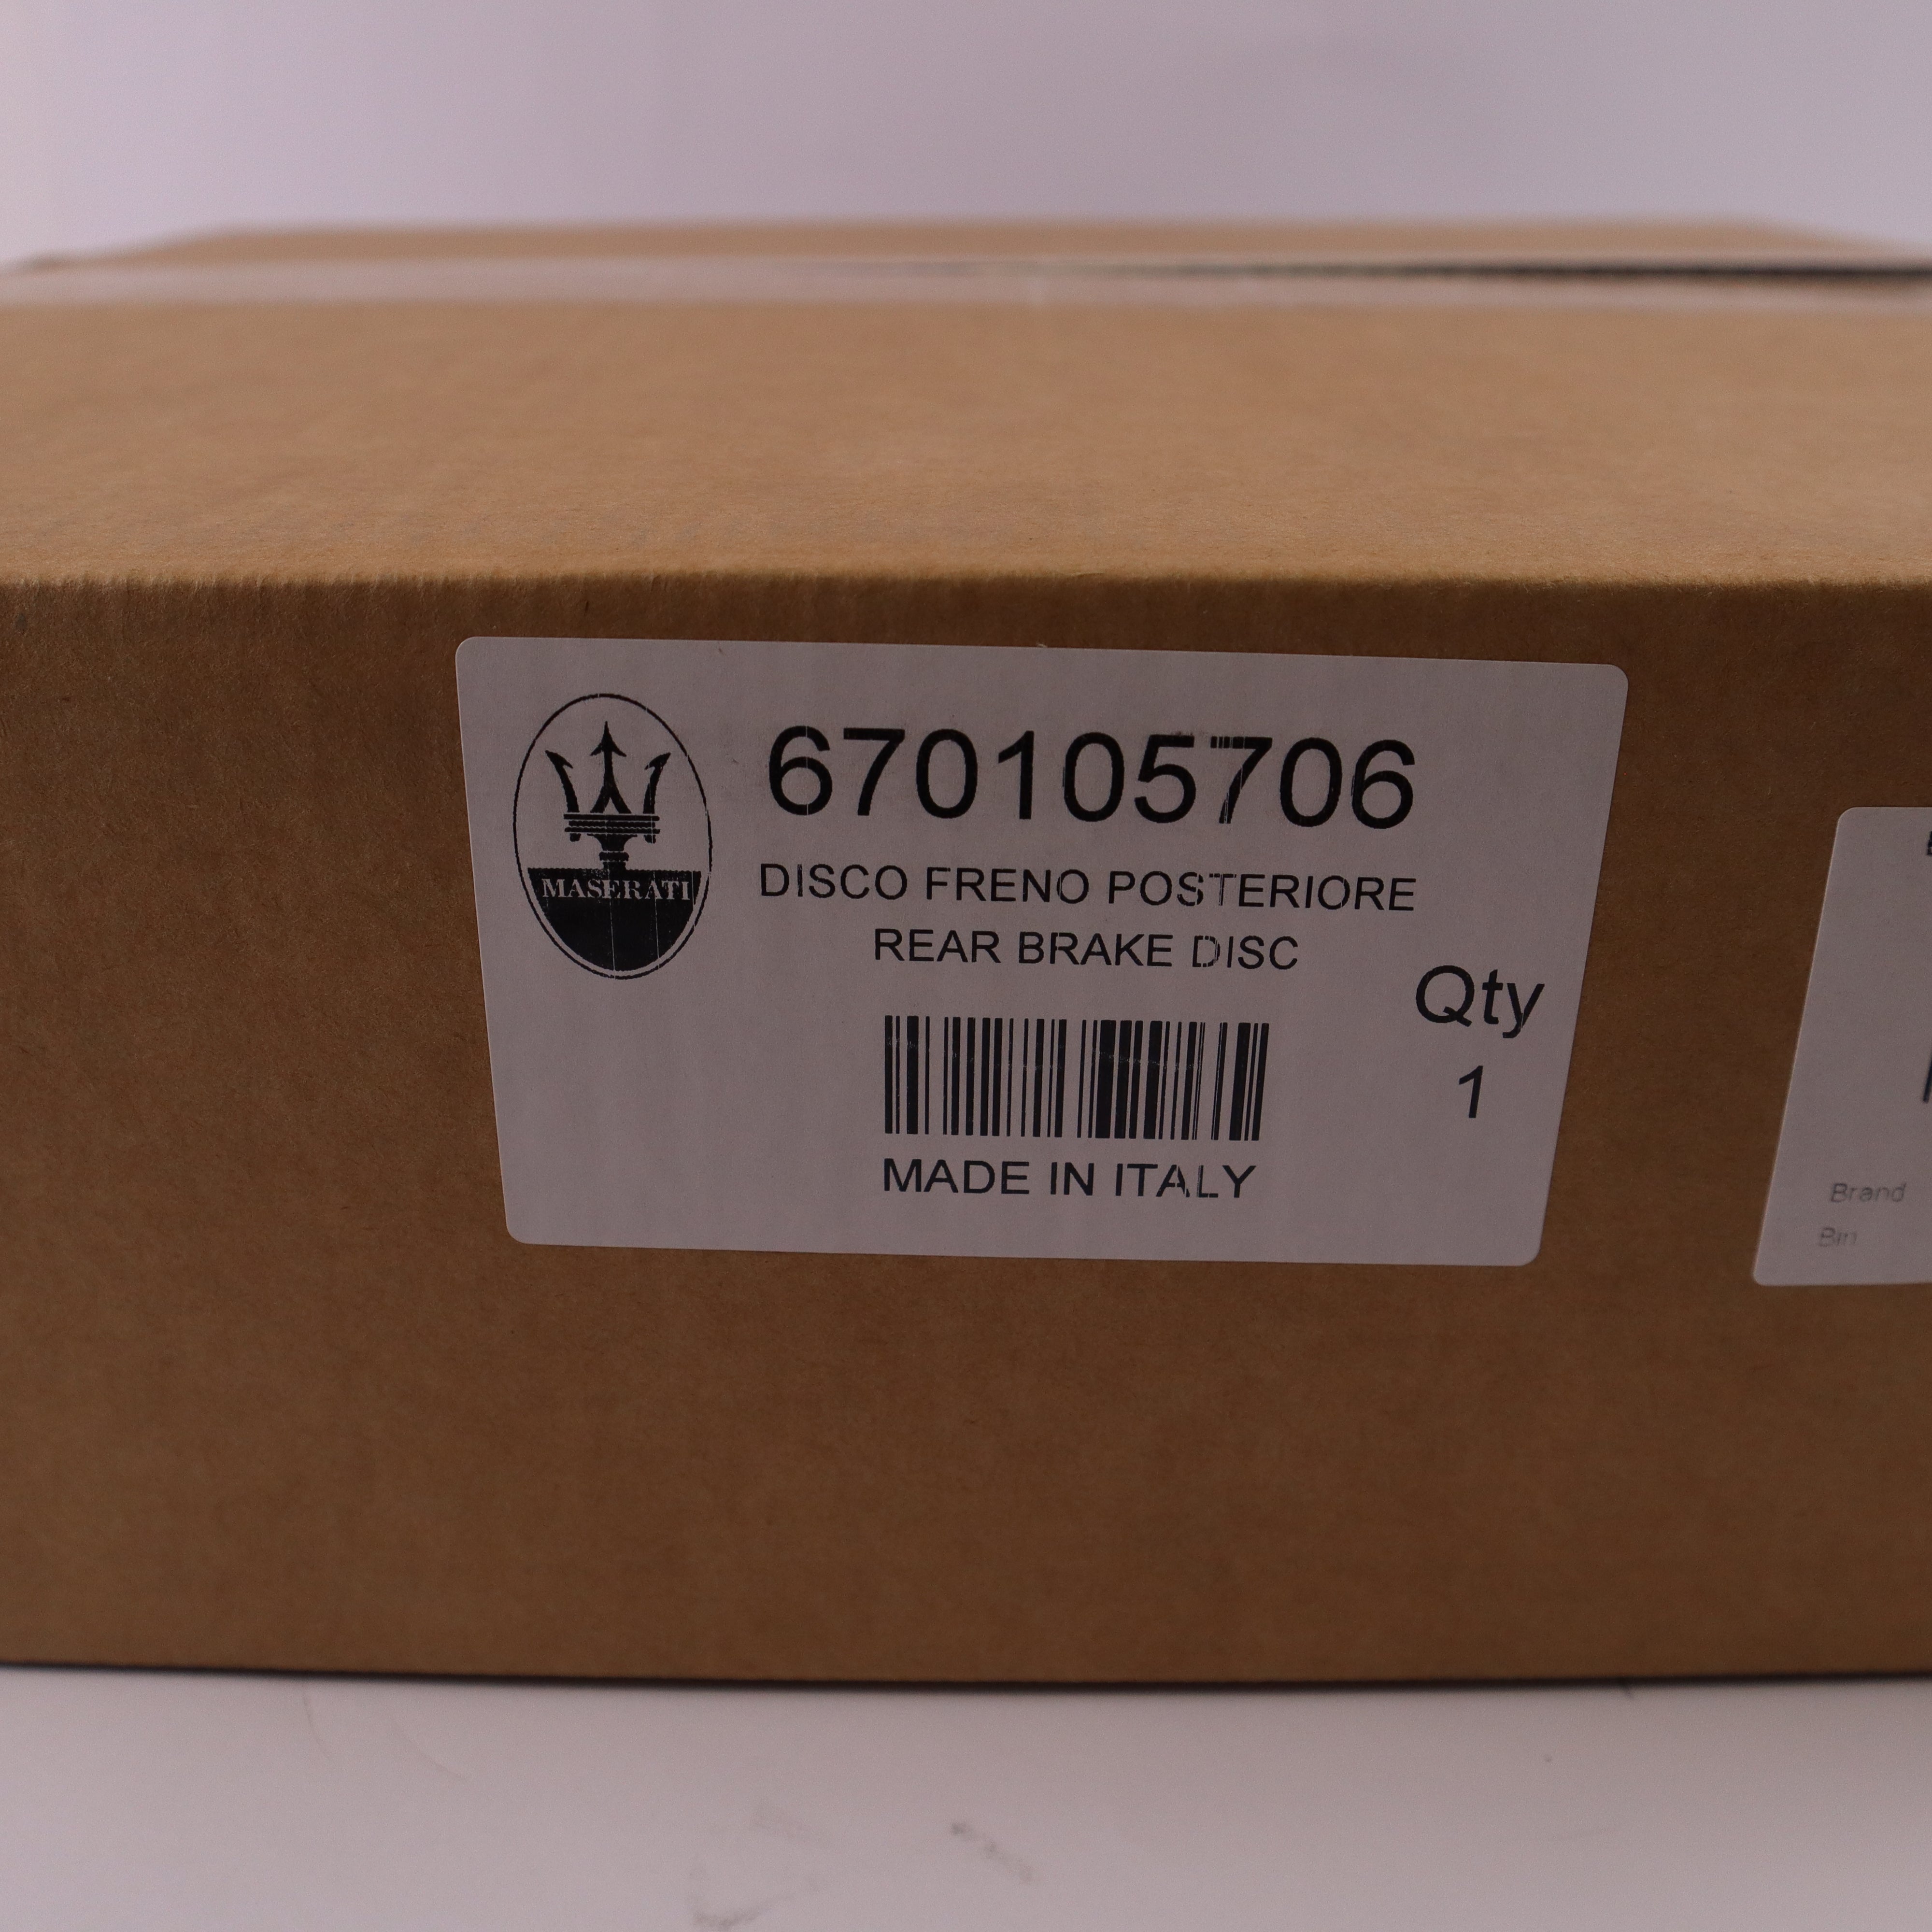 MASERATI
670105706
DISCO FRENO POSTERIORE
REAR BRAKE DISC
Qty
1
MADE IN ITALY
Brand
Bin